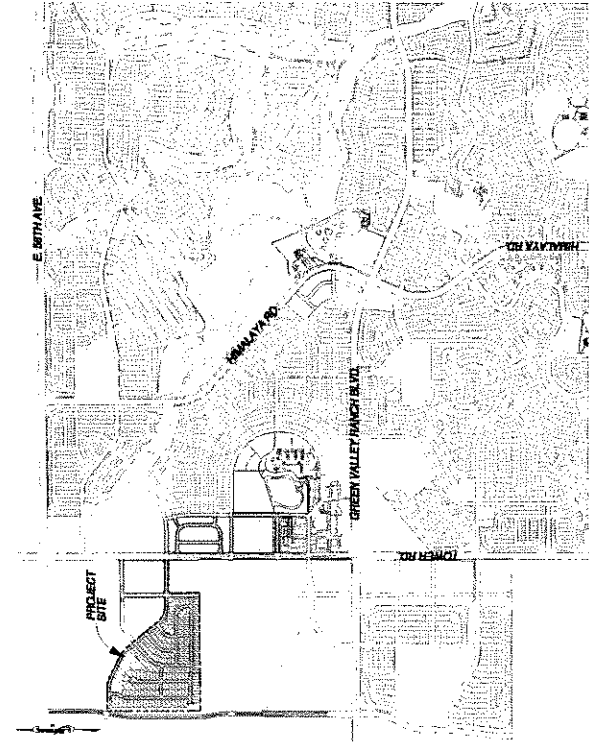 E. 56TH AVE.
HIMALAYA RD.
HIMALAYA RD.
GREEN VALLEY RANCH BLVD.
TOWER RD.
PROJECT
SITE